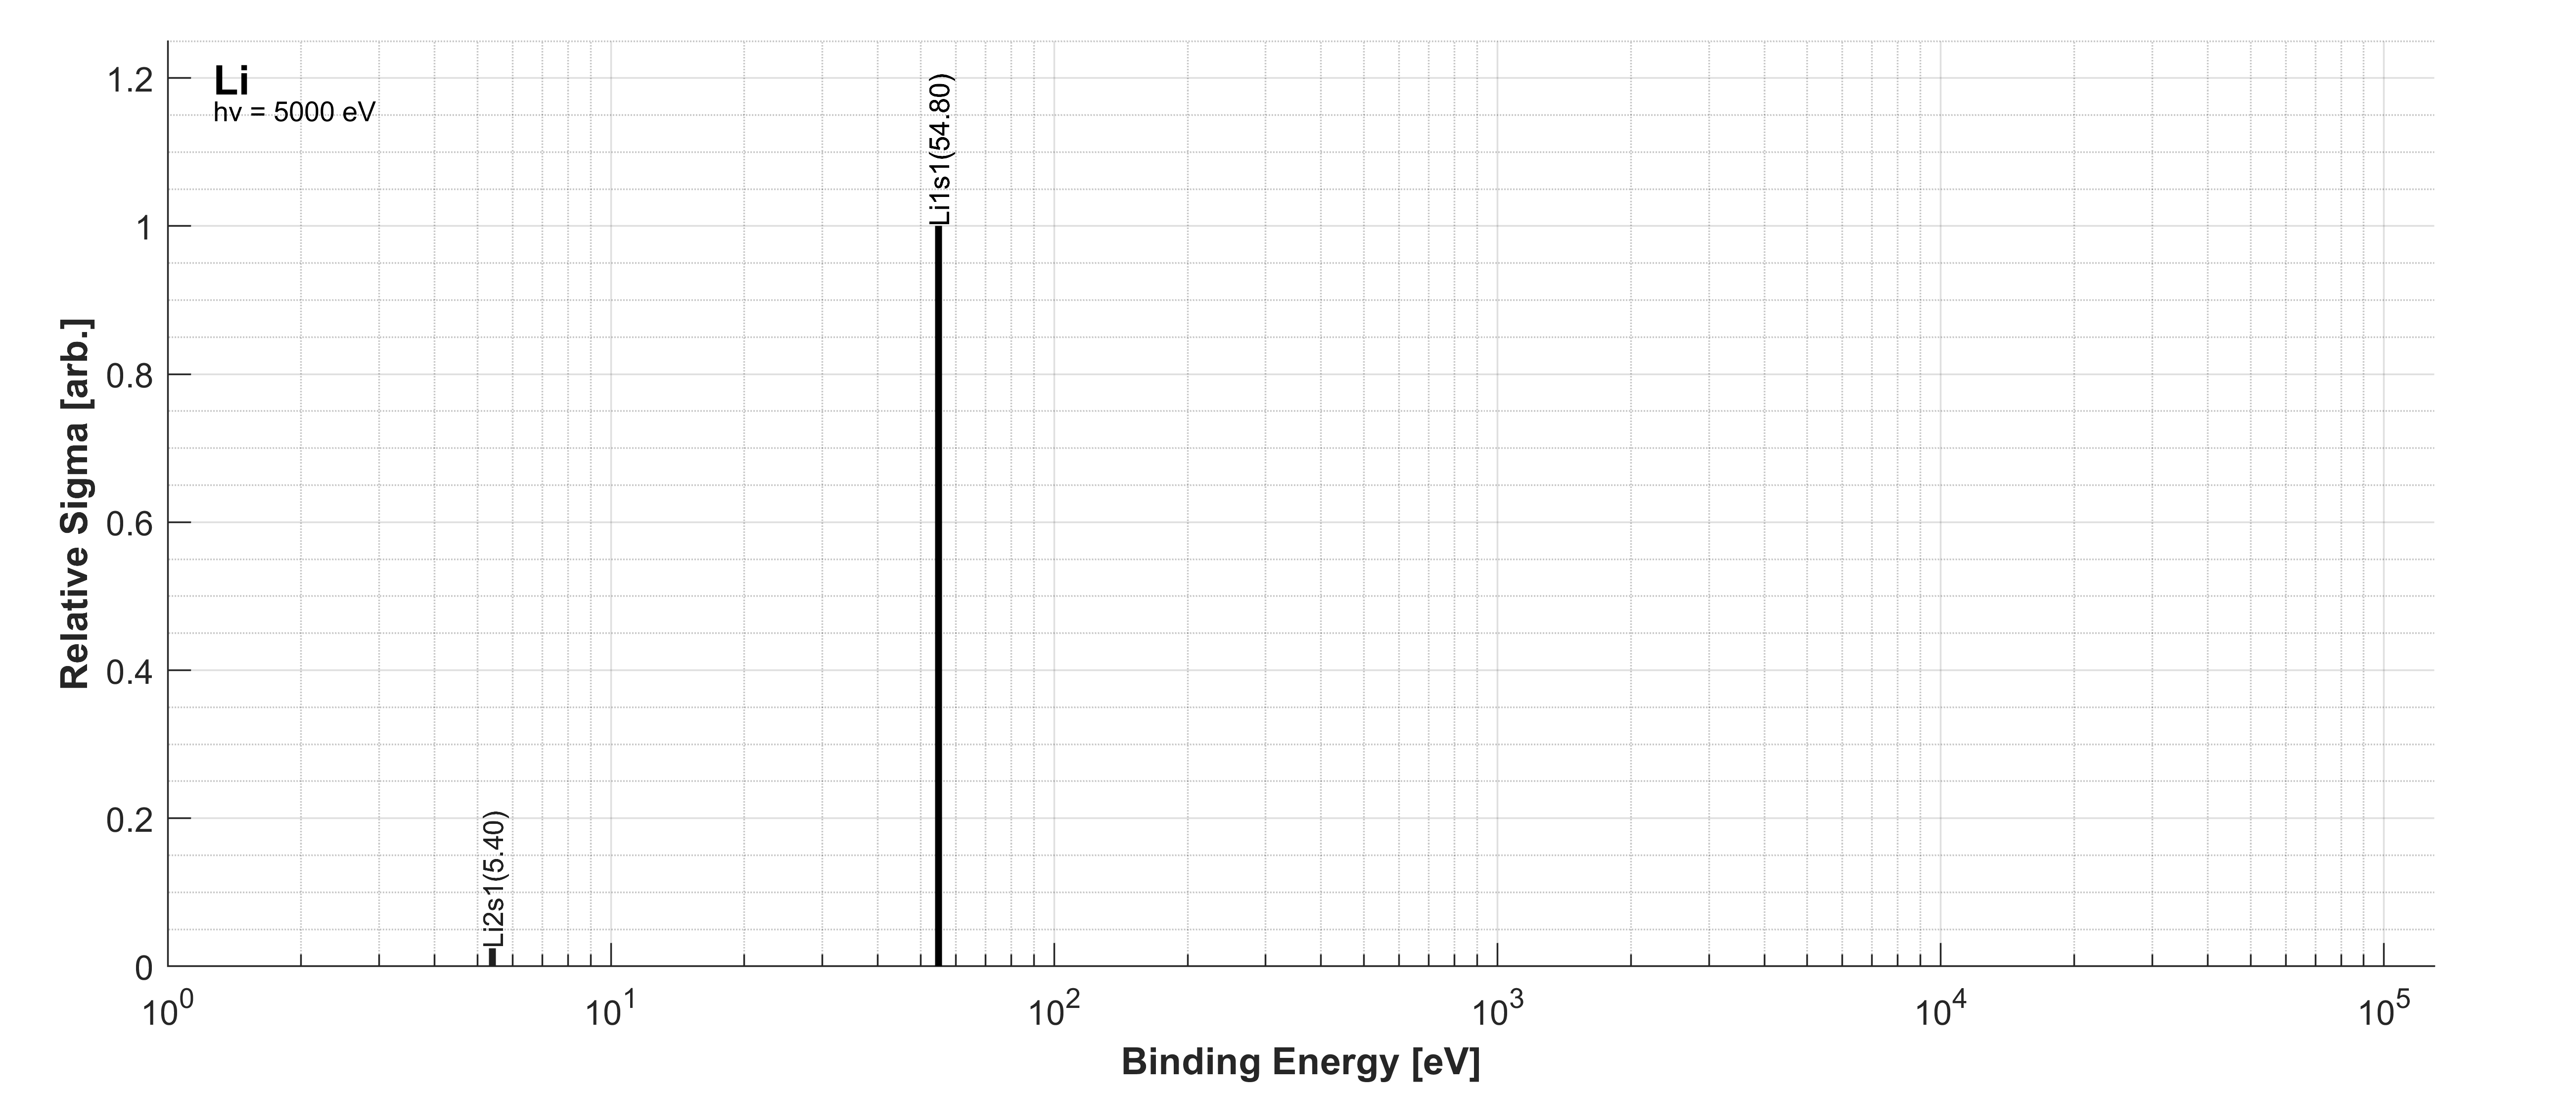 Li
hν = 5000 eV
Li1s1(54.80)
Li2s1(5.40)
Relative Sigma [arb.]
1.2
1
0.8
0.6
0.4
0.2
0
10^0
10^1
10^2
10^3
10^4
10^5
Binding Energy [eV]